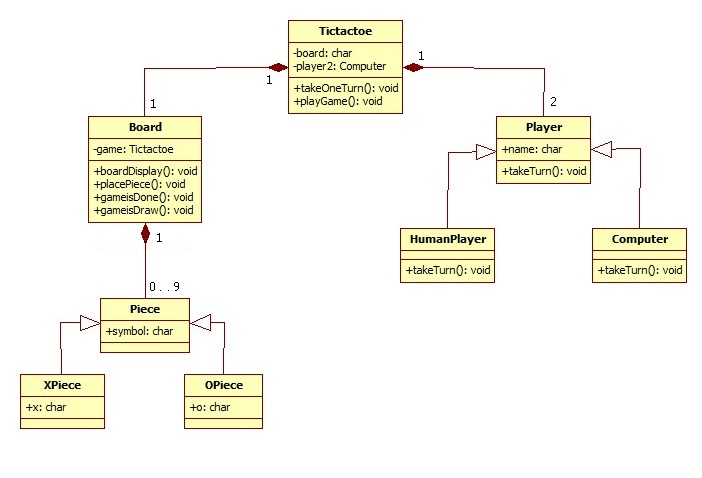 Tictactoe
-board: char
-player2: Computer
+takeOneTurn(): void
+playGame(): void
1
1
1
2
Board
-game: Tictactoe
+boardDisplay(): void
+placePiece(): void
+gameisDone(): void
+gameisDraw(): void
Player
+name: char
+takeTurn(): void
1
0..9
HumanPlayer
+takeTurn(): void
Computer
+takeTurn(): void
Piece
+symbol: char
XPiece
+x: char
OPiece
+o: char